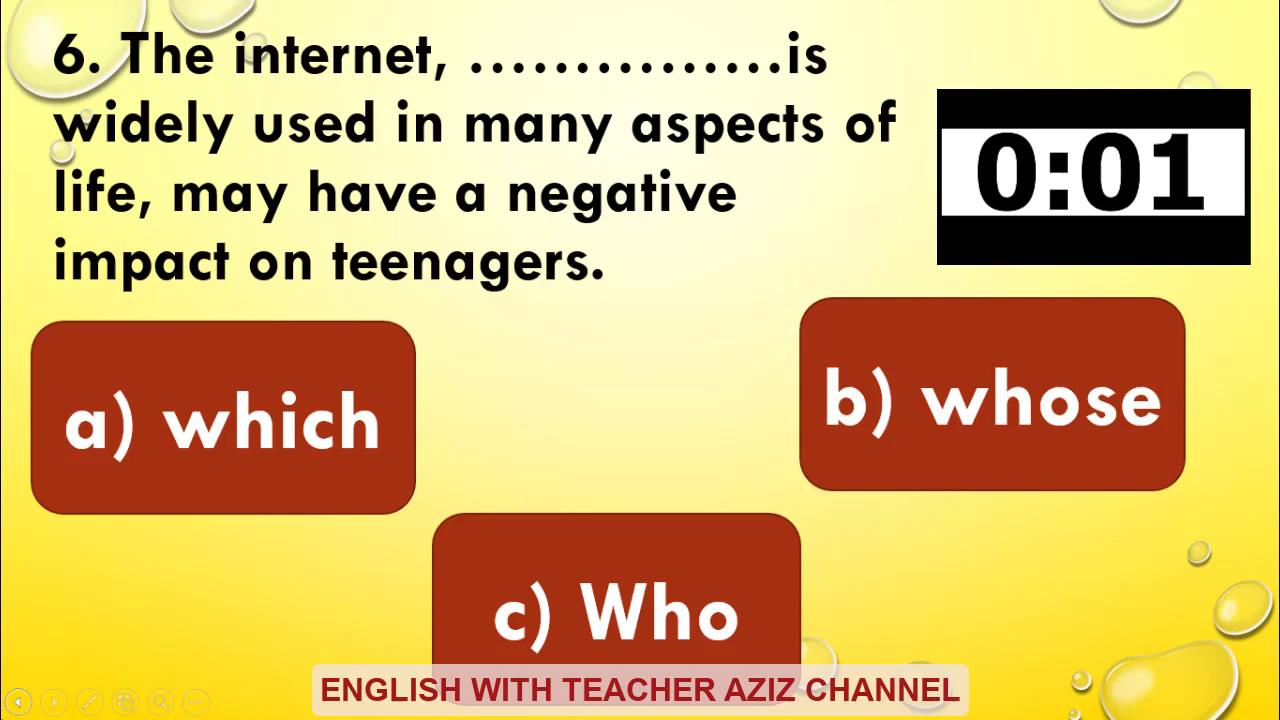 6. The internet, ……………is
widely used in many aspects of
life, may have a negative
impact on teenagers.
0:01
a) which
b) whose
c) Who
ENGLISH WITH TEACHER AZIZ CHANNEL